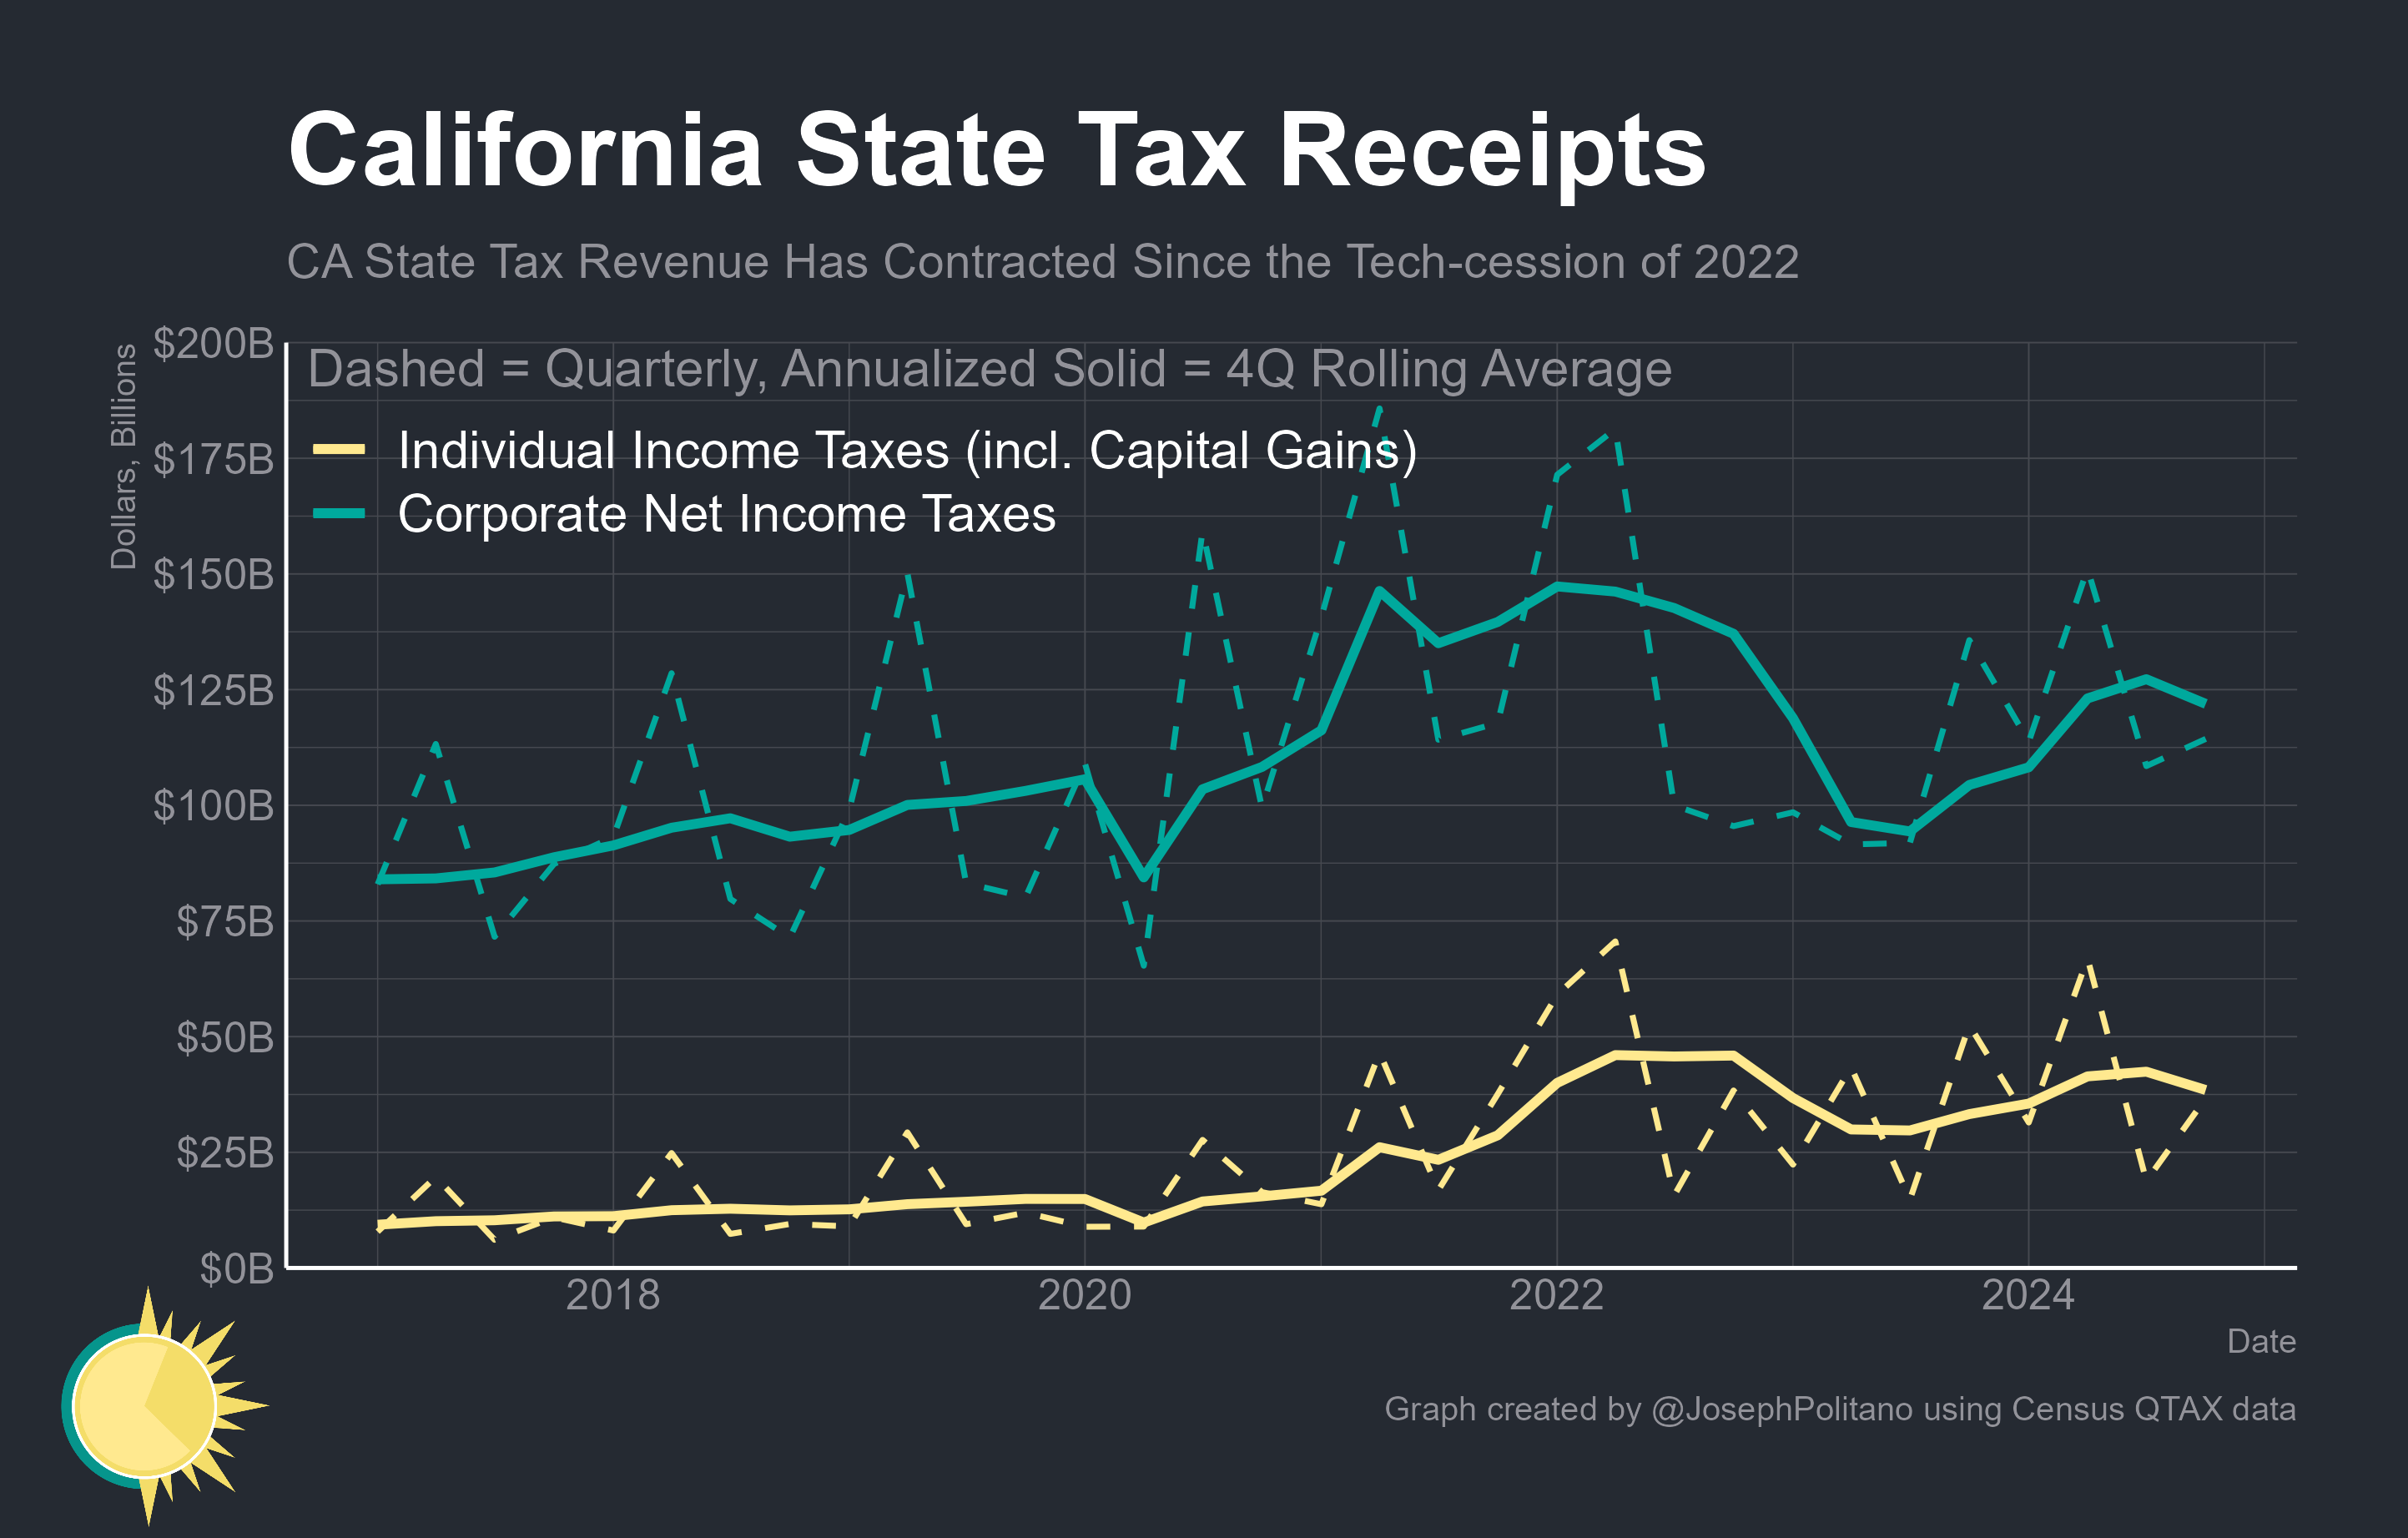 California State Tax Receipts
CA State Tax Revenue Has Contracted Since the Tech-cession of 2022
Dollars, Billions
$200B
$175B
$150B
$125B
$100B
$75B
$50B
$25B
$0B
Dashed = Quarterly, Annualized Solid = 4Q Rolling Average
Individual Income Taxes (incl. Capital Gains)
Corporate Net Income Taxes
2018 2020 2022 2024
Date
Graph created by @JosephPolitano using Census QTAX data